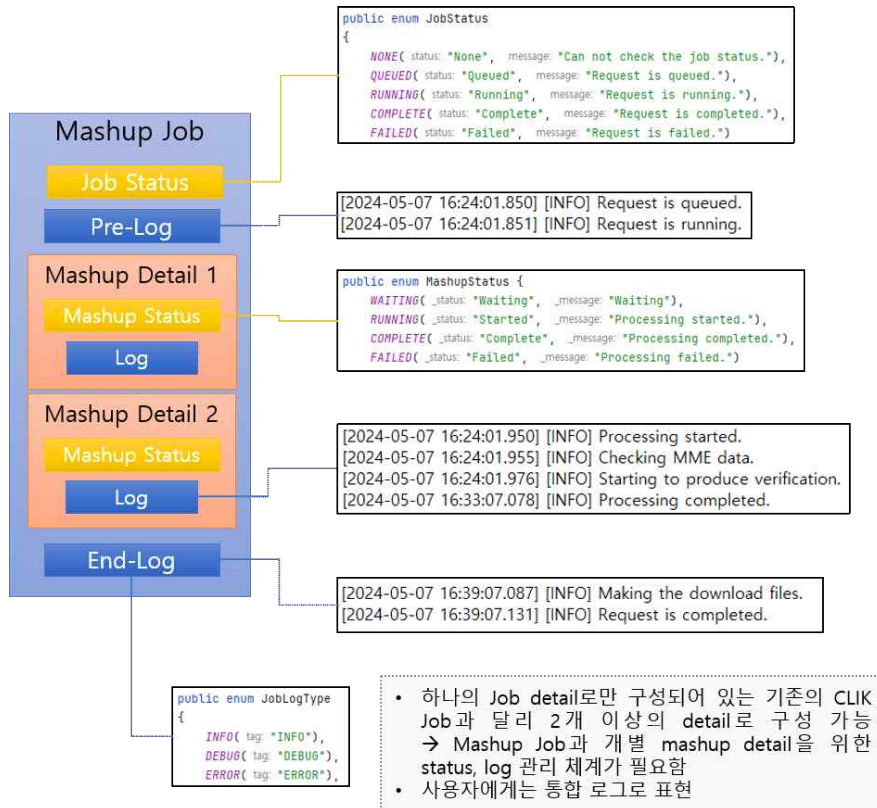 public enum JobStatus
{
NONE( status: "None", message: "Can not check the job status."),
QUEUED( status: "Queued", message: "Request is queued."),
RUNNING( status: "Running", message: "Request is running."),
COMPLETE( status: "Complete", message: "Request is completed."),
FAILED( status: "Failed", message: "Request is failed.")
Mashup Job
Job Status
Pre-Log
[2024-05-07 16:24:01.850] [INFO] Request is queued.
[2024-05-07 16:24:01.851] [INFO] Request is running.
Mashup Detail 1
Mashup Status
Log
public enum MashupStatus {
WAITING( _status: "Waiting", _message: "Waiting"),
RUNNING( _status: "Started", _message: "Processing started."),
COMPLETE( _status: "Complete", _message: "Processing completed."),
FAILED( _status: "Failed", _message: "Processing failed.")
Mashup Detail 2
Mashup Status
Log
[2024-05-07 16:24:01.950] [INFO] Processing started.
[2024-05-07 16:24:01.955] [INFO] Checking MME data.
[2024-05-07 16:24:01.976] [INFO] Starting to produce verification.
[2024-05-07 16:33:07.078] [INFO] Processing completed.
End-Log
[2024-05-07 16:39:07.087] [INFO] Making the download files.
[2024-05-07 16:39:07.131] [INFO] Request is completed.
public enum JobLogType
{
INFO( tag: "INFO"),
DEBUG( tag: "DEBUG"),
ERROR( tag: "ERROR"),
• 하나의 Job detail로만 구성되어 있는 기존의 CLIK
Job과 달리 2개 이상의 detail로 구성 가능
→ Mashup Job과 개별 mashup detail을 위한
status, log 관리 체계가 필요함
• 사용자에게는 통합 로그로 표현